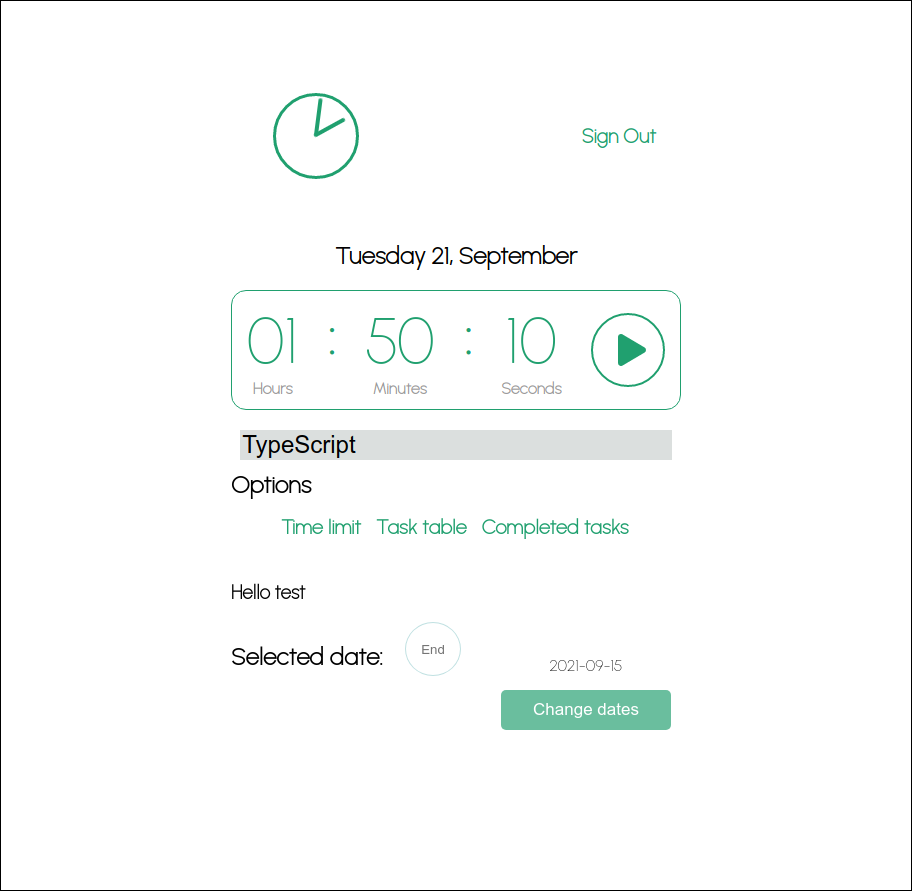 Sign Out
Tuesday 21, September
01 : 50 : 10
Hours Minutes Seconds
TypeScript
Options
Time limit Task table Completed tasks
Hello test
Selected date: End
2021-09-15
Change dates